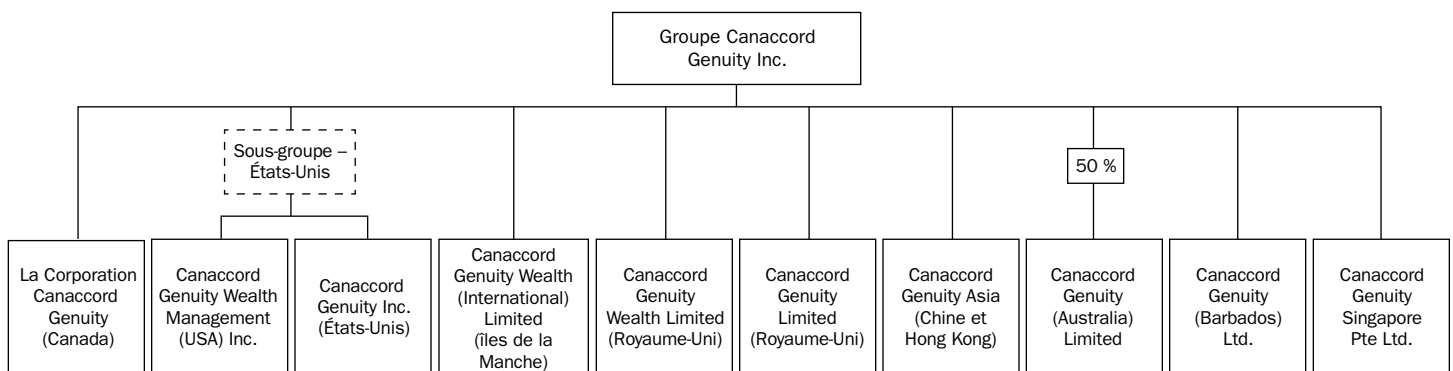 Groupe Canaccord
Genuity Inc.
Sous-groupe –
États-Unis
50 %
La Corporation
Canaccord
Genuity
(Canada)
Canaccord
Genuity Wealth
Management
(USA) Inc.
Canaccord
Genuity Inc.
(États-Unis)
Canaccord
Genuity Wealth
(International)
Limited
(îles de la
Manche)
Canaccord
Genuity
Wealth Limited
(Royaume-Uni)
Canaccord
Genuity
Limited
(Royaume-Uni)
Canaccord
Genuity Asia
(Chine et
Hong Kong)
Canaccord
Genuity
(Australia)
Limited
Canaccord
Genuity
(Barbados)
Ltd.
Canaccord
Genuity
Singapore
Pte Ltd.